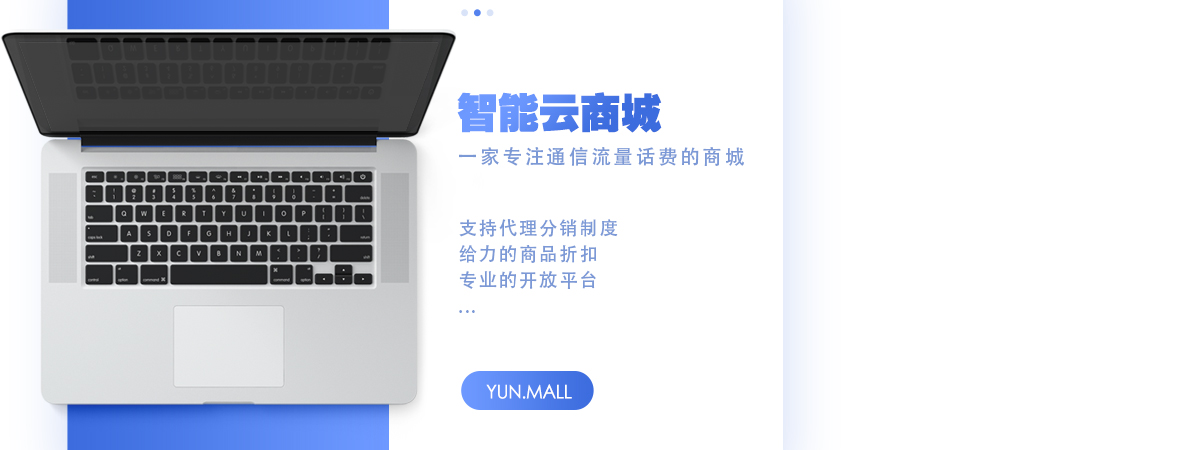 智能云商城
一家专注通信流量话费的商城
支持代理分销制度
给力的商品折扣
专业的开放平台
...
YUN.MALL